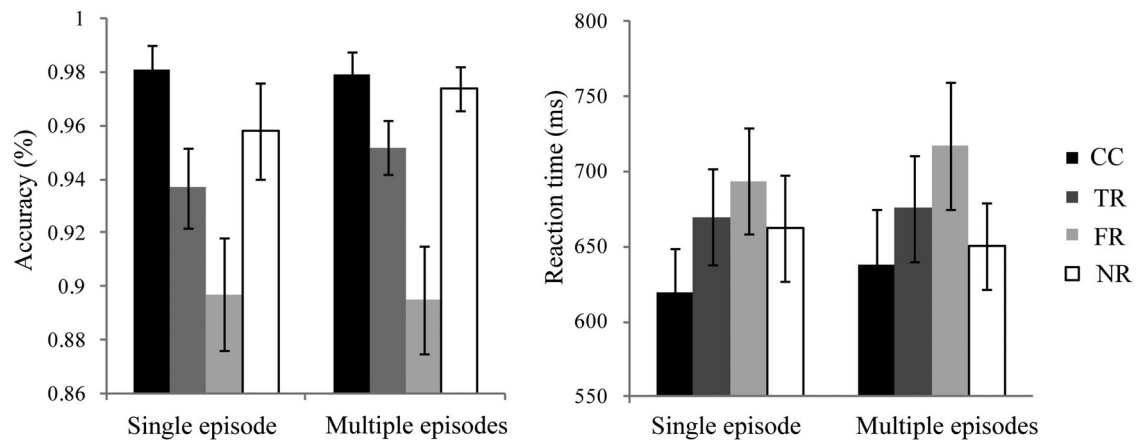 Accuracy (%)
1
0.98
0.96
0.94
0.92
0.9
0.88
0.86
Single episode
Multiple episodes
Reaction time (ms)
800
750
700
650
600
550
Single episode
Multiple episodes
CC
TR
FR
NR